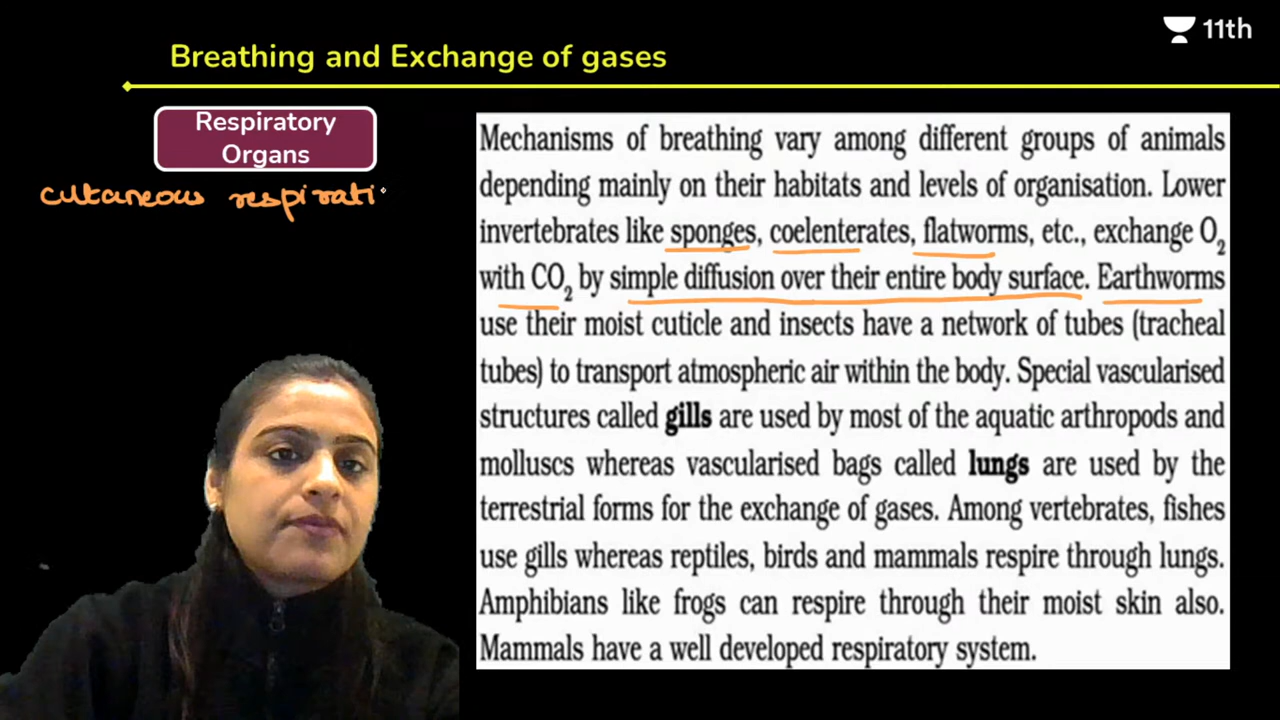 11th
Breathing and Exchange of gases
Respiratory
Organs
cutaneous respirati
Mechanisms of breathing vary among different groups of animals
depending mainly on their habitats and levels of organisation. Lower
invertebrates like sponges, coelenterates, flatworms, etc., exchange O₂
with CO₂ by simple diffusion over their entire body surface. Earthworms
use their moist cuticle and insects have a network of tubes (tracheal
tubes) to transport atmospheric air within the body. Special vascularised
structures called gills are used by most of the aquatic arthropods and
molluscs whereas vascularised bags called lungs are used by the
terrestrial forms for the exchange of gases. Among vertebrates, fishes
use gills whereas reptiles, birds and mammals respire through lungs.
Amphibians like frogs can respire through their moist skin also.
Mammals have a well developed respiratory system.